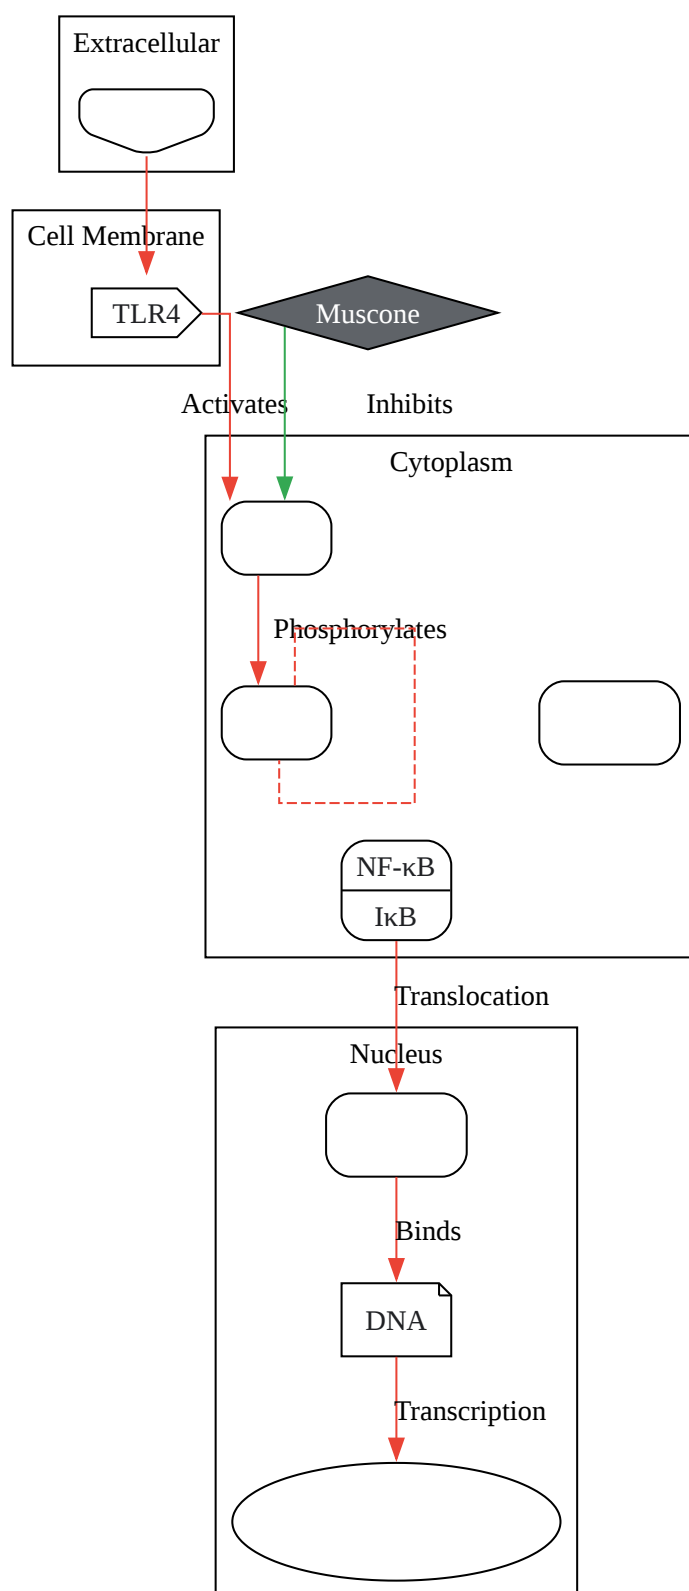 Extracellular
Cell Membrane
TLR4
Muscone
Activates
Inhibits
Cytoplasm
Phosphorylates
NF-κB
IκB
Translocation
Nucleus
Binds
DNA
Transcription